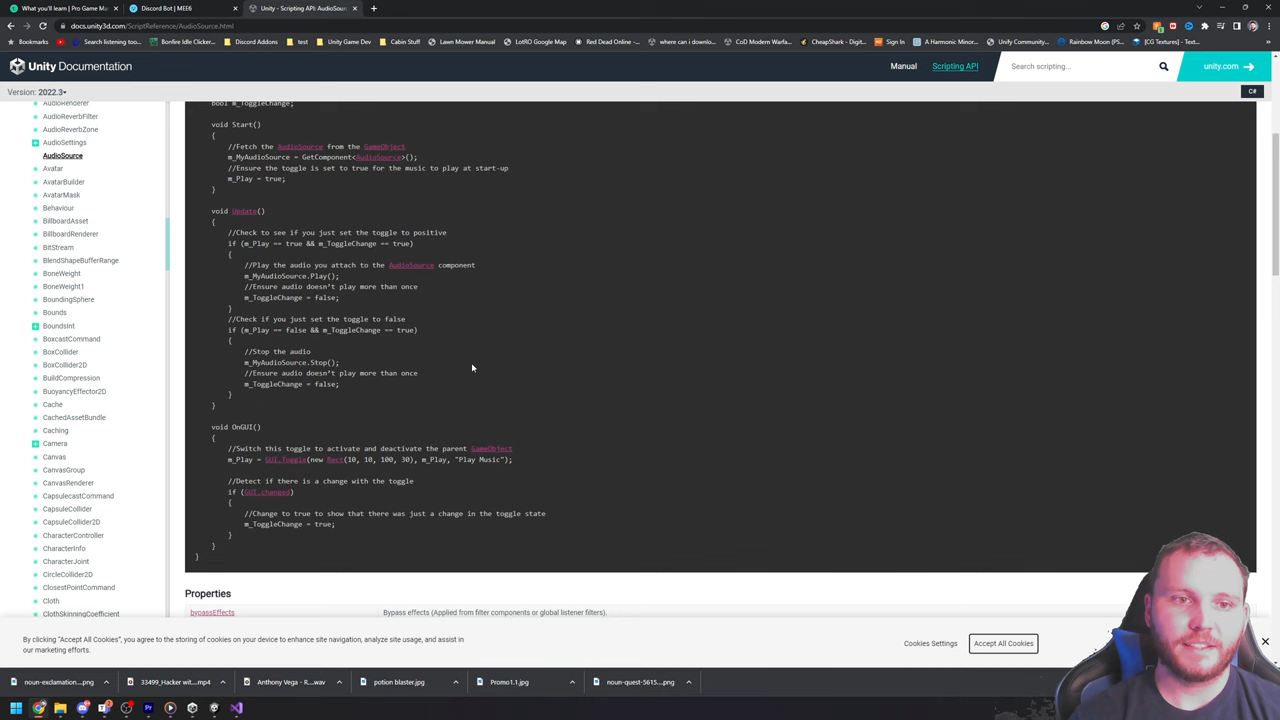 What you'll learn | Pro Game Ma
Discord Bot | MEE6
Unity - Scripting API: AudioSourc
docs.unity3d.com/ScriptReference/AudioSource.html
Bookmarks
Search listening too...
Bonfire Idle Clicker...
Discord Addons
test
Unity Game Dev
Cabin Stuff
Lawn Mower Manual
LotRO Google Map
Red Dead Online -...
where can i downlo...
CoD Modern Warfa...
CheapShark - Digit...
Sign In
A Harmonic Minor...
Unity Community...
Rainbow Moon (PS...
[CG Textures] - Text...
Unity Documentation
Manual
Scripting API
Search scripting...
unity.com
Version: 2022.3
C#
AudioRenderer
AudioReverbFilter
AudioReverbZone
AudioSettings
AudioSource
Avatar
AvatarBuilder
AvatarMask
Behaviour
BillboardAsset
BillboardRenderer
BitStream
BlendShapeBufferRange
BoneWeight
BoneWeight1
BoundingSphere
Bounds
BoundsInt
BoxcastCommand
BoxCollider
BoxCollider2D
BuildCompression
BuoyancyEffector2D
Cache
CachedAssetBundle
Caching
Camera
Canvas
CanvasGroup
CanvasRenderer
CapsulecastCommand
CapsuleCollider
CapsuleCollider2D
CharacterController
CharacterInfo
CharacterJoint
CircleCollider2D
ClosestPointCommand
Cloth
ClothSkinningCoefficient
bool m_ToggleChange;
void Start()
{
//Fetch the AudioSource from the GameObject
m_MyAudioSource = GetComponent<AudioSource>();
//Ensure the toggle is set to true for the music to play at start-up
m_Play = true;
}
void Update()
{
//Check to see if you just set the toggle to positive
if (m_Play == true && m_ToggleChange == true)
{
//Play the audio you attach to the AudioSource component
m_MyAudioSource.Play();
//Ensure audio doesn't play more than once
m_ToggleChange = false;
}
//Check if you just set the toggle to false
if (m_Play == false && m_ToggleChange == true)
{
//Stop the audio
m_MyAudioSource.Stop();
//Ensure audio doesn't play more than once
m_ToggleChange = false;
}
}
void OnGUI()
{
//Switch this toggle to activate and deactivate the parent GameObject
m_Play = GUI.Toggle(new Rect(10, 10, 100, 30), m_Play, "Play Music");
//Detect if there is a change with the toggle
if (GUI.changed)
{
//Change to true to show that there was just a change in the toggle state
m_ToggleChange = true;
}
}
}
Properties
bypassEffects
Bypass effects (Applied from filter components or global listener filters).
By clicking "Accept All Cookies", you agree to the storing of cookies on your device to enhance site navigation, analyze site usage, and assist in
our marketing efforts.
Cookies Settings
Accept All Cookies
noun-exclamation....png
33499_Hacker wit....mp4
Anthony Vega - R....wav
potion blaster.jpg
Promo1.1.jpg
noun-quest-5615....png